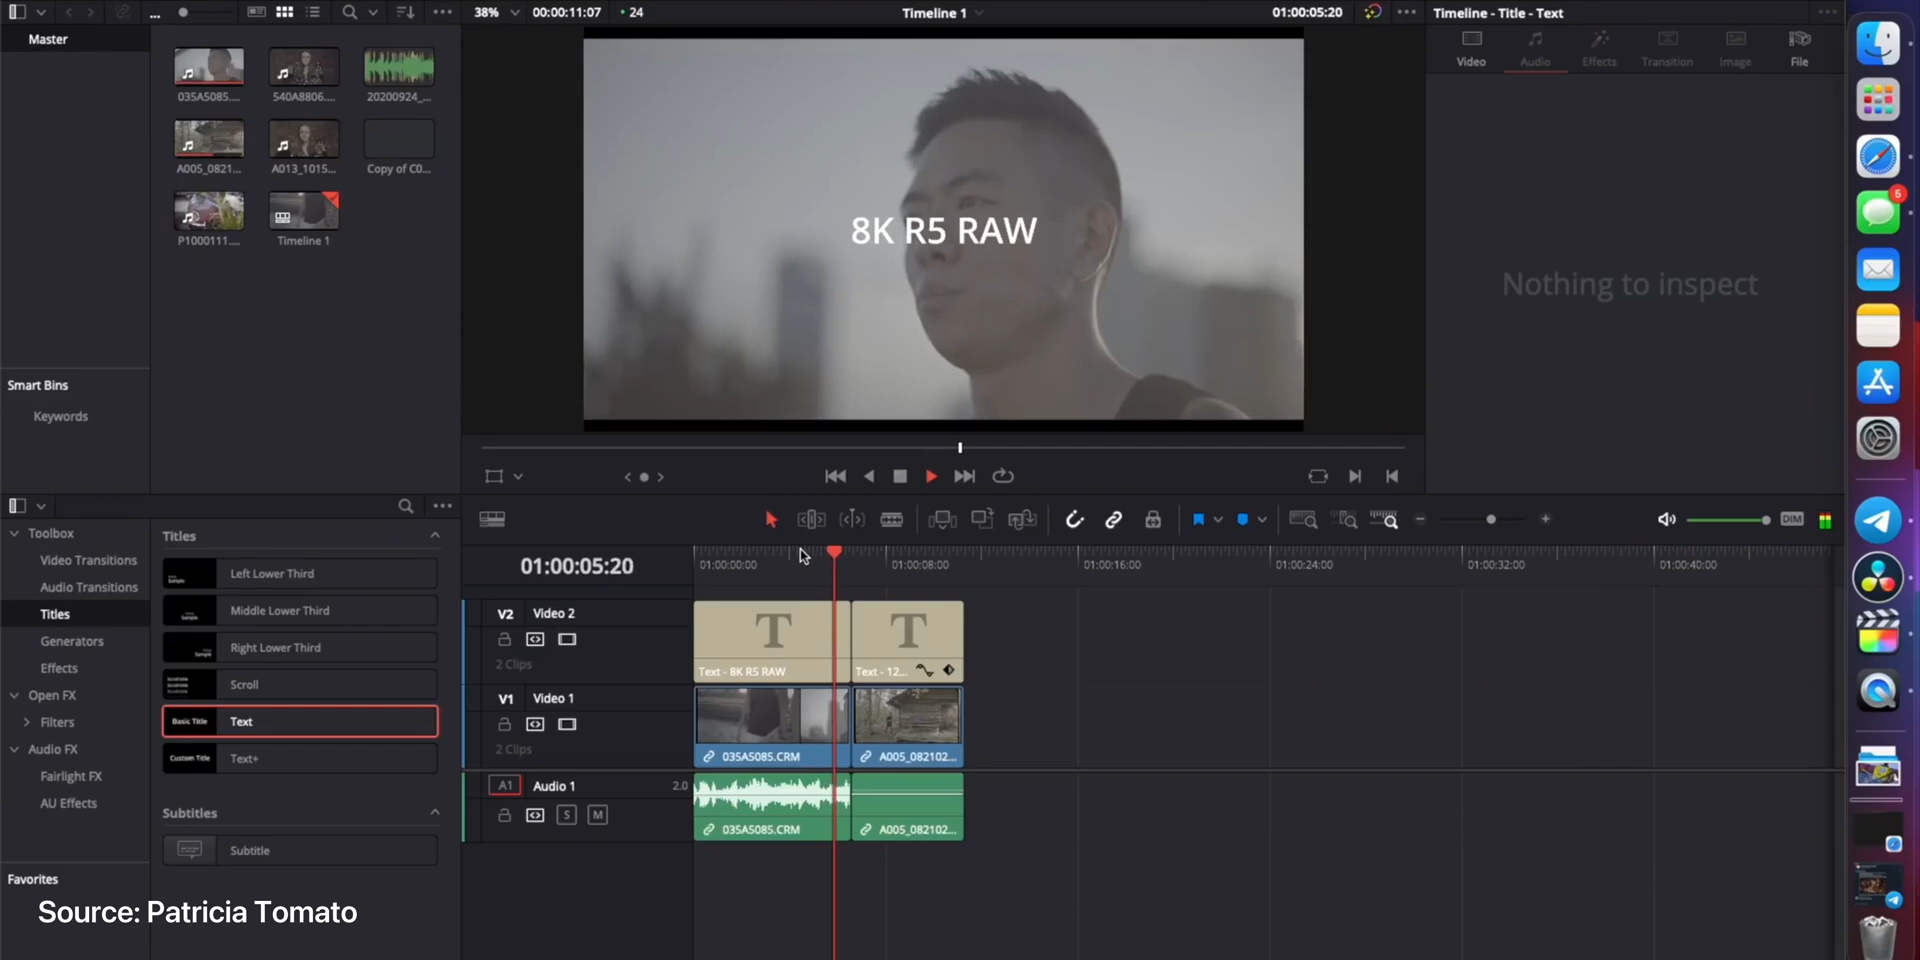 38%
00:00:11:07
24
Timeline 1
01:00:05:20
Timeline - Title - Text
Master
Video
Audio
Effects
Transition
Image
File
035A5085....
540A8806....
20200924_...
A005_0821...
A013_1015...
Copy of C0...
P1000111....
Timeline 1
8K R5 RAW
Nothing to inspect
5
Smart Bins
Keywords
Toolbox
Video Transitions
Audio Transitions
Titles
Generators
Effects
Open FX
Filters
Audio FX
Fairlight FX
AU Effects
Favorites
Titles
Sample
Left Lower Third
Sample
Middle Lower Third
Sample
Right Lower Third
Scroll
Basic Title
Text
Custom Title
Text+
Subtitles
Subtitle
DIM
01:00:05:20
01:00:00:00
01:00:08:00
01:00:16:00
01:00:24:00
01:00:32:00
01:00:40:00
V2
Video 2
2 Clips
T
Text - 8K R5 RAW
T
Text - 12...
V1
Video 1
2 Clips
035A5085.CRM
A005_082102...
A1
Audio 1
2.0
S
M
035A5085.CRM
A005_082102...
Source: Patricia Tomato